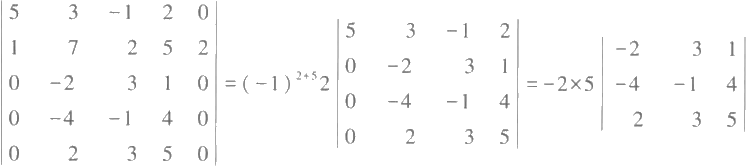 | 5 3 -1 2 0 |
| 1 7 2 5 2 |
| 0 -2 3 1 0 |
| 0 -4 -1 4 0 |
| 0 2 3 5 0 |
= (-1)^{2+5} 2
| 5 3 -1 2 |
| 0 -2 3 1 |
| 0 -4 -1 4 |
| 0 2 3 5 |
= -2×5
| -2 3 1 |
| -4 -1 4 |
| 2 3 5 |